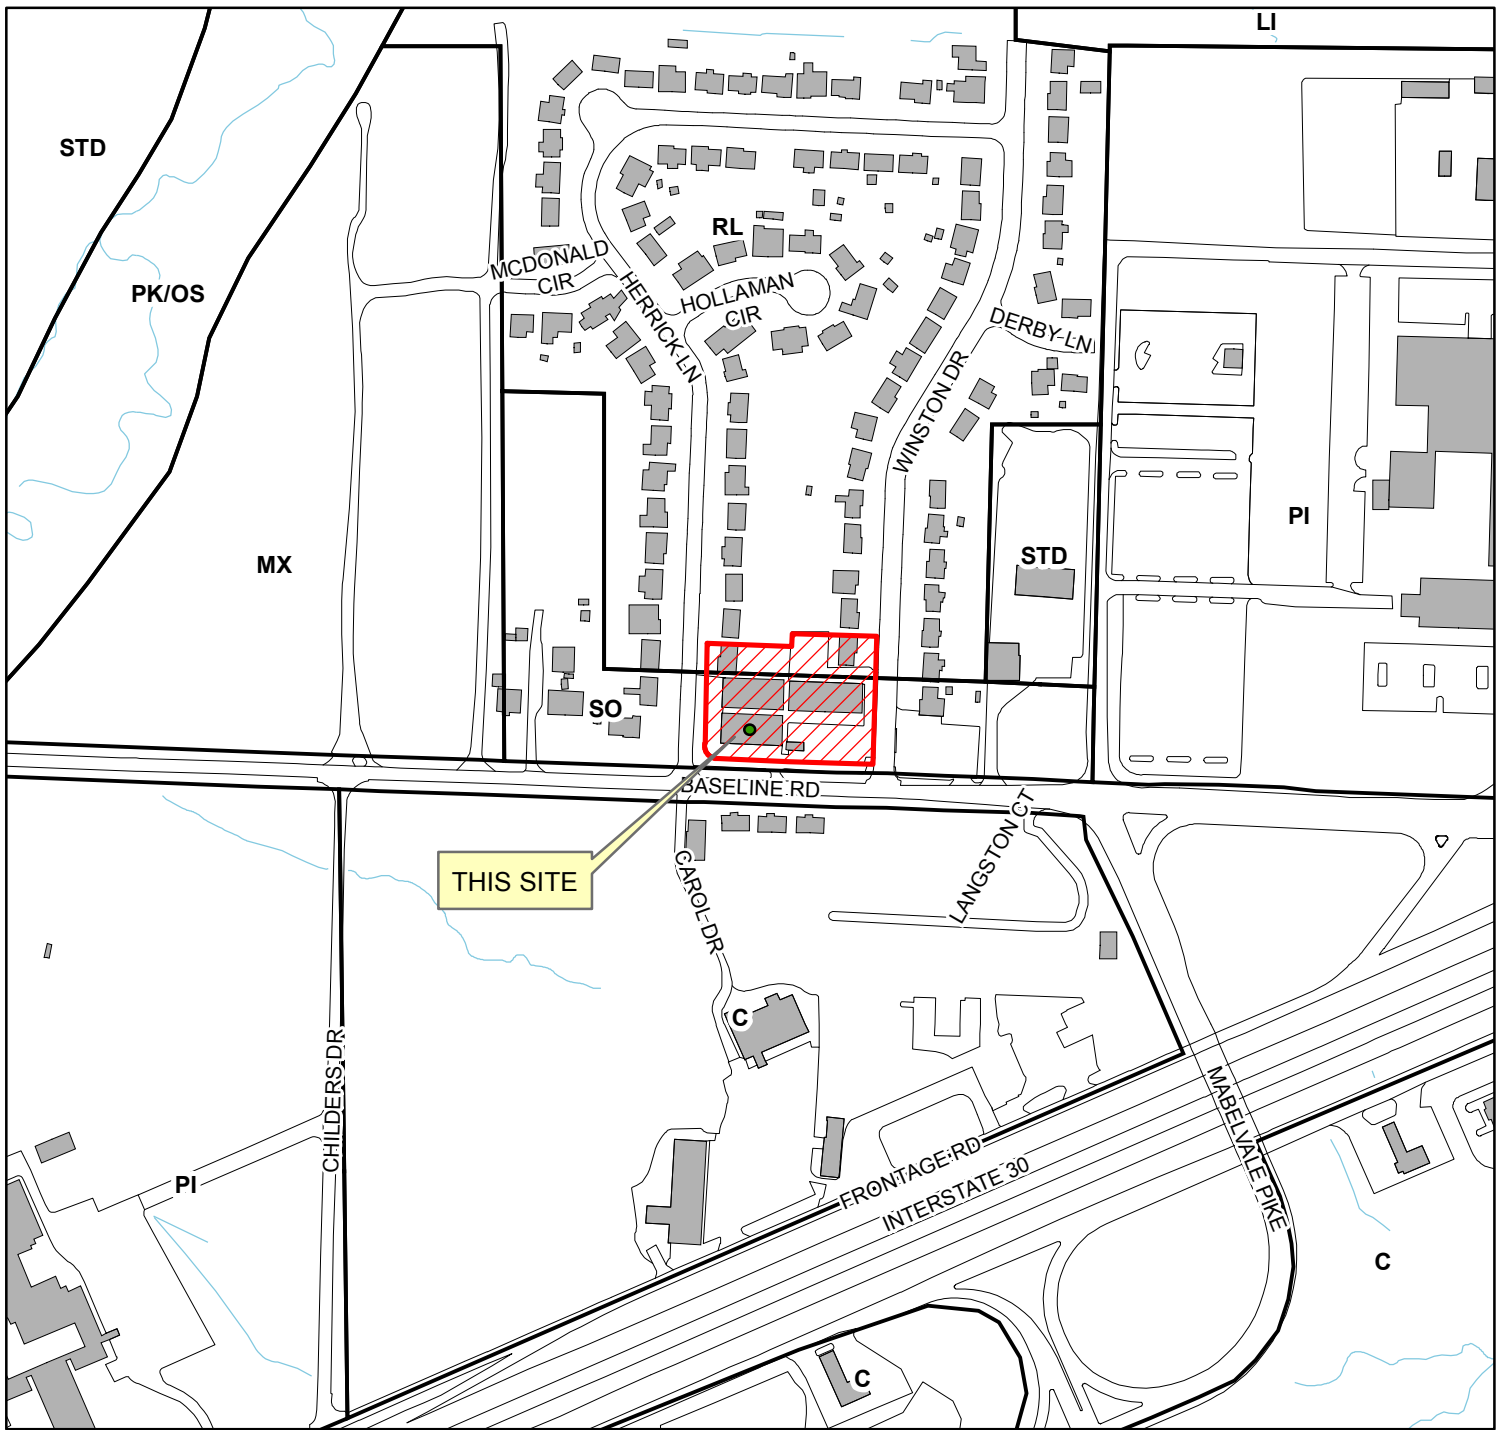 LI
STD
RL
MCDONALD
CIR
PK/OS
HERRICK LN
HOLLAMAN
CIR
DERBY LN
WINSTON DR
PI
STD
MX
SO
BASELINE RD
THIS SITE
CAROL DR
LANGSTON CT
C
CHILDERS DR
MABELVALE PIKE
FRONTAGE RD
INTERSTATE 30
PI
C
C